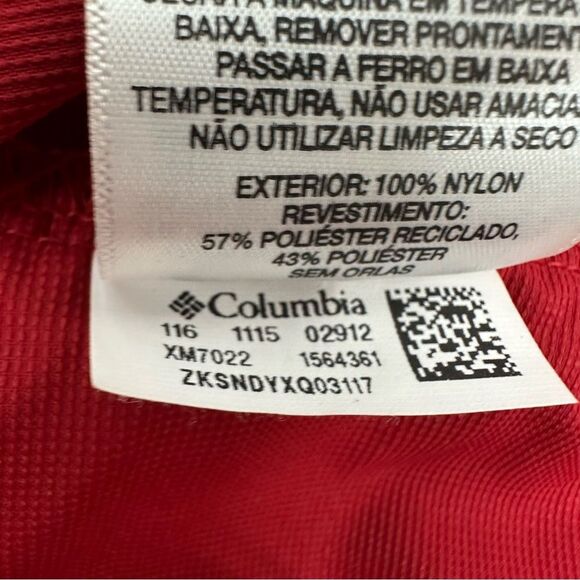 BAIXA. REMOVER PRONTAMENT
PASSAR A FERRO EM BAIXA
TEMPERATURA, NÃO USAR AMACIA
NÃO UTILIZAR LIMPEZA A SECO
EXTERIOR: 100% NYLON
REVESTIMENTO:
57% POLIÉSTER RECICLADO,
43% POLIÉSTER
SEM ORLAS
Columbia
116 1115 02912
XM7022 1564361
ZKSNDYXQ03117